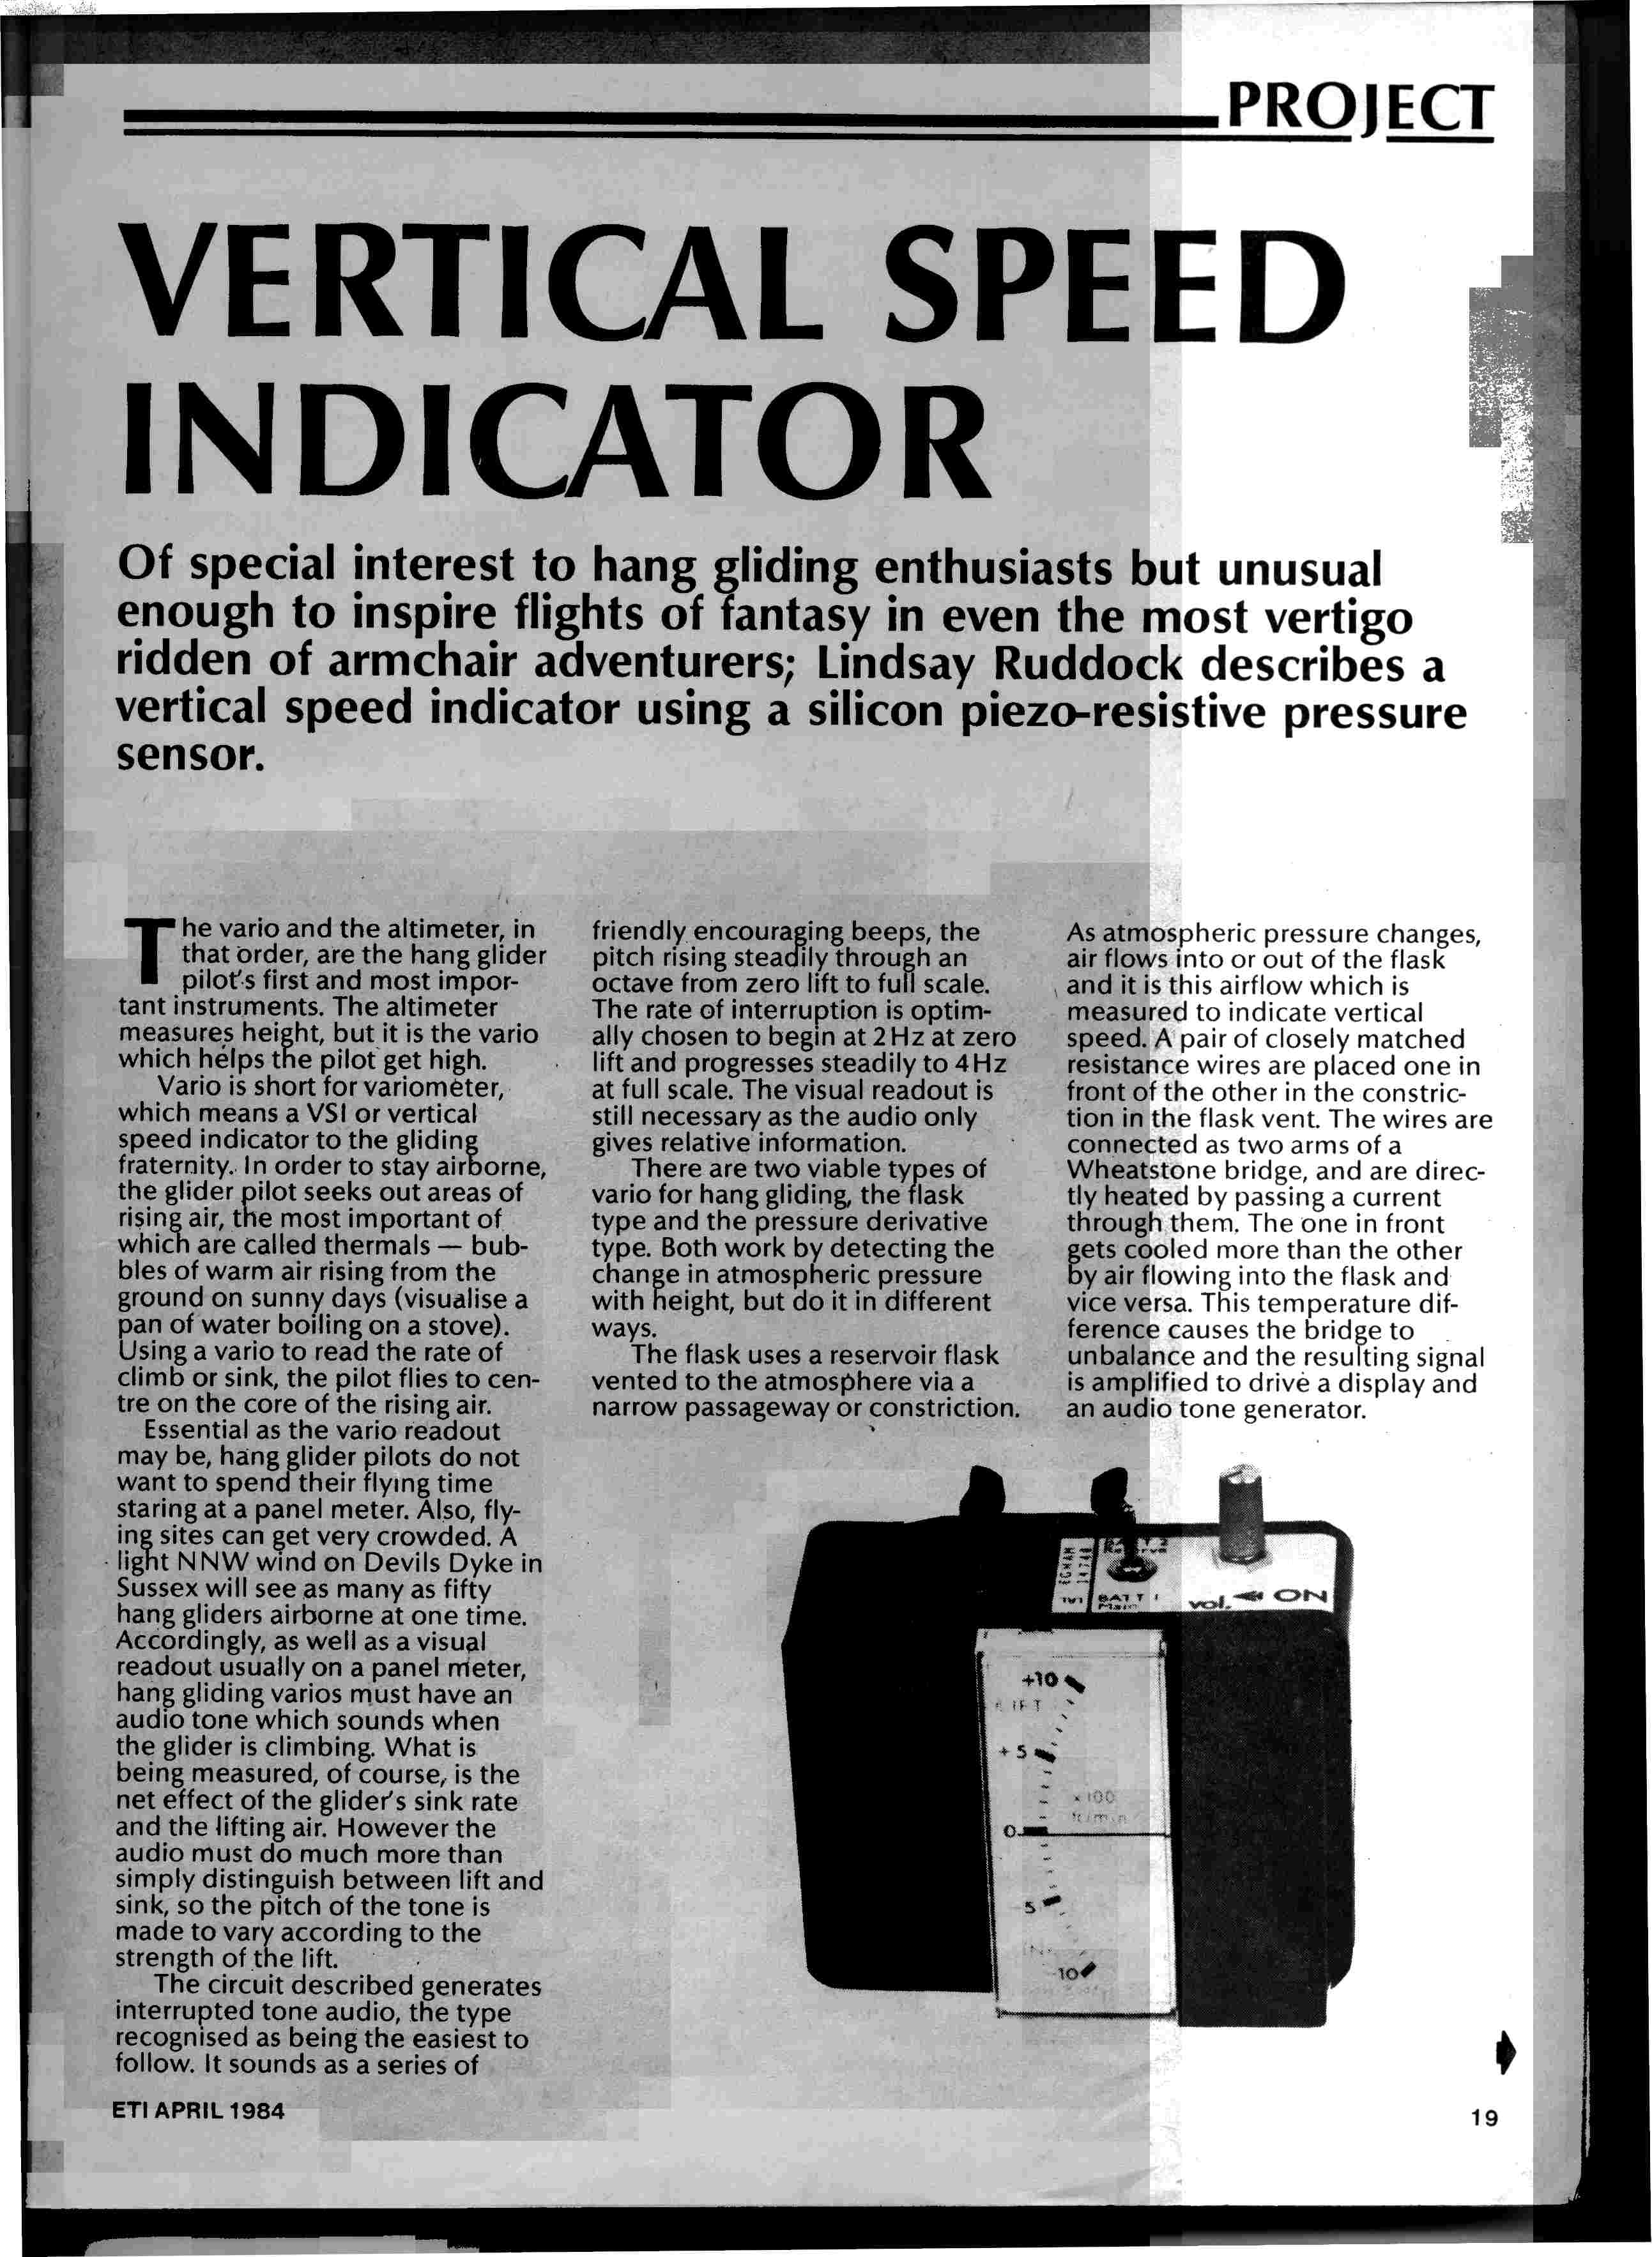 PROJECT
VERTICAL SPEED
INDICATOR
Of special interest to hang gliding enthusiasts but unusual
enough to inspire flights of fantasy in even the most vertigo
ridden of armchair adventurers; Lindsay Ruddock describes a
vertical speed indicator using a silicon piezo-resistive pressure
sensor.
The vario and the altimeter, in
that order, are the hang glider
pilot's first and most impor-
tant instruments. The altimeter
measures height, but it is the vario
which helps the pilot get high.
Vario is short for variometer,
which means a VSI or vertical
speed indicator to the gliding
fraternity. In order to stay airborne,
the glider pilot seeks out areas of
rising air, the most important of
which are called thermals — bub-
bles of warm air rising from the
ground on sunny days (visualise a
pan of water boiling on a stove).
Using a vario to read the rate of
climb or sink, the pilot flies to cen-
tre on the core of the rising air.
Essential as the vario readout
may be, hang glider pilots do not
want to spend their flying time
staring at a panel meter. Also, fly-
ing sites can get very crowded. A
light NNW wind on Devils Dyke in
Sussex will see as many as fifty
hang gliders airborne at one time.
Accordingly, as well as a visual
readout usually on a panel meter,
hang gliding varios must have an
audio tone which sounds when
the glider is climbing. What is
being measured, of course, is the
net effect of the glider's sink rate
and the lifting air. However the
audio must do much more than
simply distinguish between lift and
sink, so the pitch of the tone is
made to vary according to the
strength of the lift.
The circuit described generates
interrupted tone audio, the type
recognised as being the easiest to
follow. It sounds as a series of
friendly encouraging beeps, the
pitch rising steadily through an
octave from zero lift to full scale.
The rate of interruption is optim-
ally chosen to begin at 2 Hz at zero
lift and progresses steadily to 4 Hz
at full scale. The visual readout is
still necessary as the audio only
gives relative information.
There are two viable types of
vario for hang gliding, the flask
type and the pressure derivative
type. Both work by detecting the
change in atmospheric pressure
with height, but do it in different
ways.
The flask uses a reservoir flask
vented to the atmosphere via a
narrow passageway or constriction.
As atmospheric pressure changes,
air flows into or out of the flask
and it is this airflow which is
measured to indicate vertical
speed. A pair of closely matched
resistance wires are placed one in
front of the other in the constric-
tion in the flask vent. The wires are
connected as two arms of a
Wheatstone bridge, and are direc-
tly heated by passing a current
through them. The one in front
gets cooled more than the other
by air flowing into the flask and
vice versa. This temperature dif-
ference causes the bridge to
unbalance and the resulting signal
is amplified to drive a display and
an audio tone generator.
EGHAM
BATT 1
Main
vol. ◄ ON
+10
+5
x100
ft/min
0
5
10
ETI APRIL 1984
19